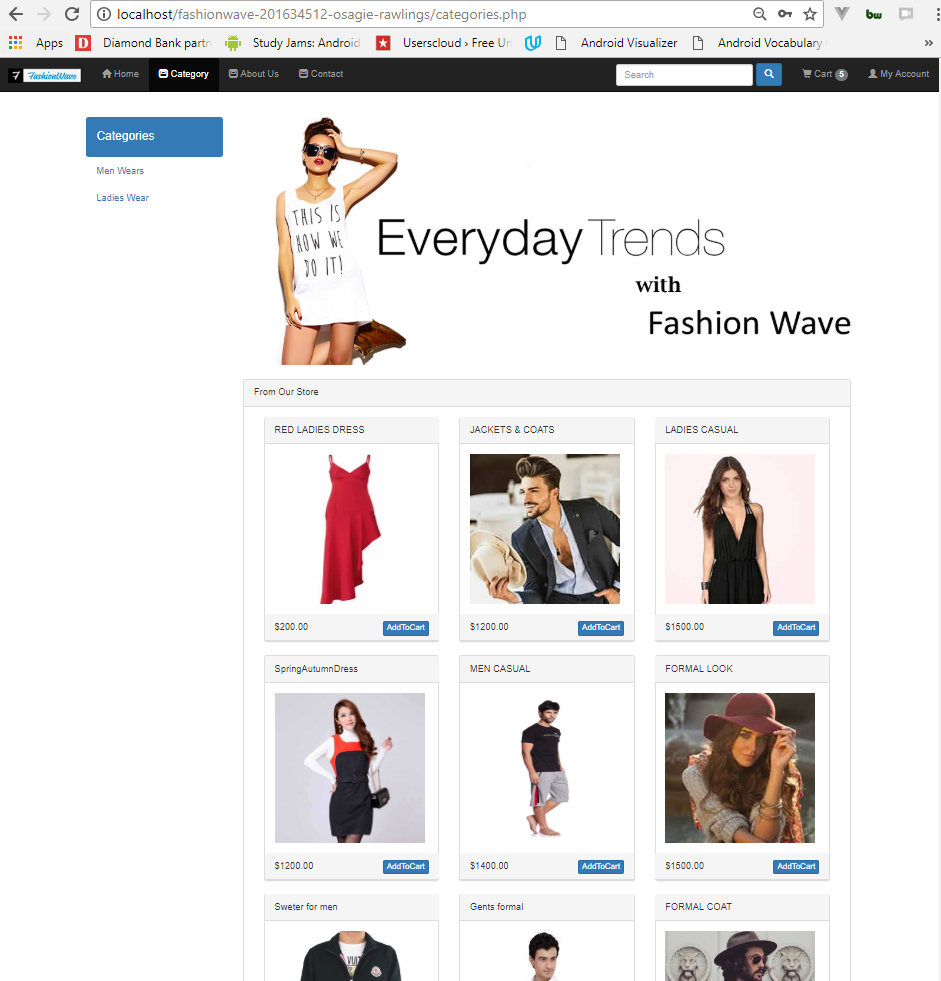 localhost/fashionwave-201634512-osagie-rawlings/categories.php
Apps D Diamond Bank partn Study Jams: Android Userscloud › Free Un Android Visualizer Android Vocabulary »
bw
FashionWave Home Category About Us Contact Search Cart 5 My Account
Categories
Men Wears
Ladies Wear
THIS IS
HOW WE
DO IT!
Everyday Trends
with
Fashion Wave
From Our Store
RED LADIES DRESS
$200.00 AddToCart
JACKETS & COATS
$1200.00 AddToCart
LADIES CASUAL
$1500.00 AddToCart
SpringAutumnDress
$1200.00 AddToCart
MEN CASUAL
$1400.00 AddToCart
FORMAL LOOK
$1500.00 AddToCart
Sweter for men
Gents formal
FORMAL COAT